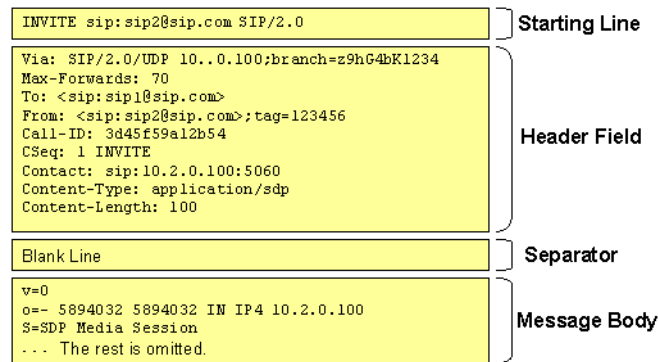 INVITE sip:sip2@sip.com SIP/2.0
Starting Line
Via: SIP/2.0/UDP 10..0.100;branch=z9hG4bK1234
Max-Forwards: 70
To: <sip:sip1@sip.com>
From: <sip:sip2@sip.com>;tag=123456
Call-ID: 3d45f59a12b54
CSeq: 1 INVITE
Contact: sip:10.2.0.100:5060
Content-Type: application/sdp
Content-Length: 100
Header Field
Blank Line
Separator
v=0
o=- 5894032 5894032 IN IP4 10.2.0.100
S=SDP Media Session
... The rest is omitted.
Message Body